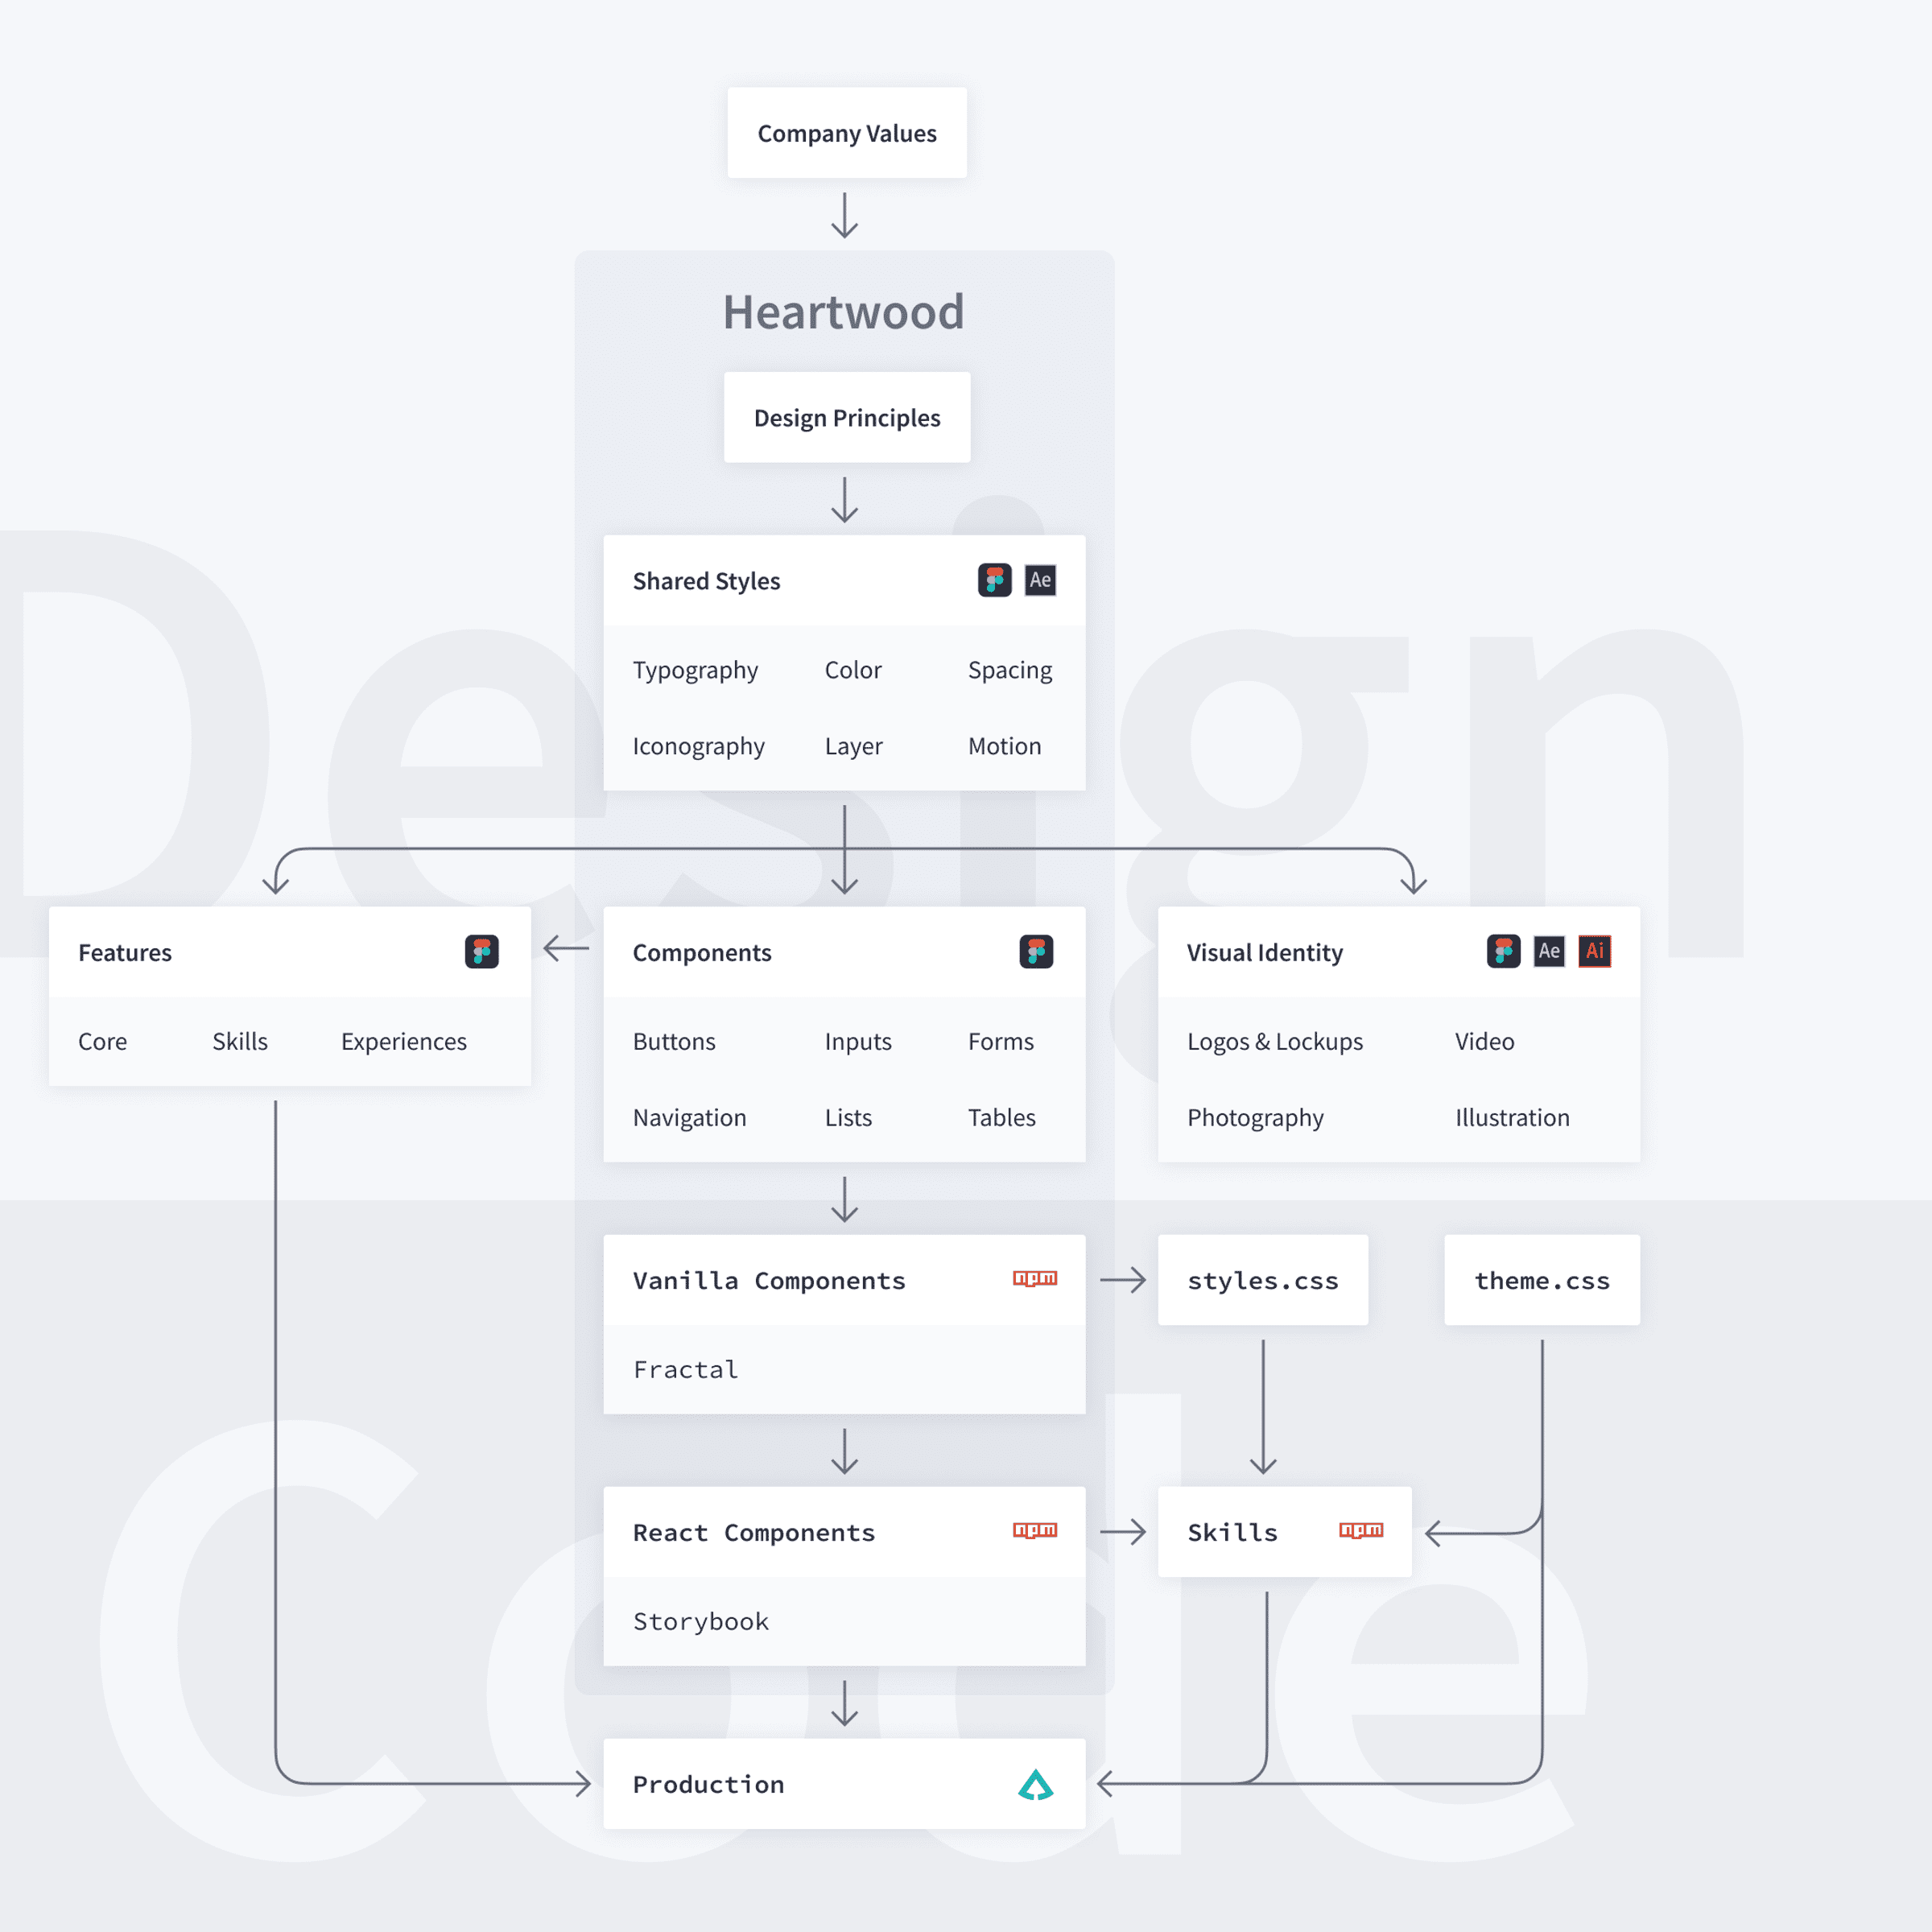 Company Values
Heartwood
Design Principles
Shared Styles Ae
Typography Color Spacing
Iconography Layer Motion
Design
Features
Core Skills Experiences
Components
Buttons Inputs Forms
Navigation Lists Tables
Visual Identity Ae Ai
Logos & Lockups Video
Photography Illustration
Vanilla Components npm
Fractal
styles.css
theme.css
React Components npm
Storybook
Skills npm
Code
Production